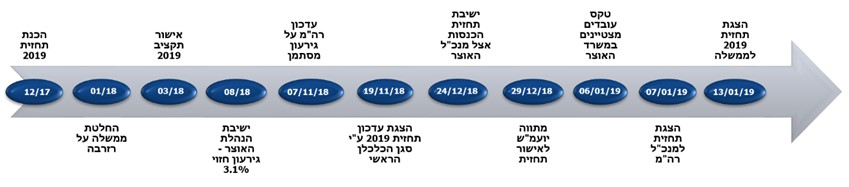 הכנת
תחזית
2019
12/17
01/18
החלטת
ממשלה על
רזרבה
אישור
תקציב
2019
03/18
08/18
ישיבת
הנהלת
האוצר -
גירעון חזוי
3.1%
עדכון
רה"מ על
גירעון
מסתמן
07/11/18
19/11/18
הצגת עדכון
תחזית 2019 ע"י
סגן הכלכלן
הראשי
ישיבת
תחזית
הכנסות
אצל מנכ"ל
האוצר
24/12/18
29/12/18
מתווה
יועמ"ש
לאישור
תחזית
טקס
עובדים
מצטיינים
במשרד
האוצר
06/01/19
07/01/19
הצגת
תחזית
למנכ"ל
רה"מ
הצגת
תחזית
2019
לממשלה
13/01/19